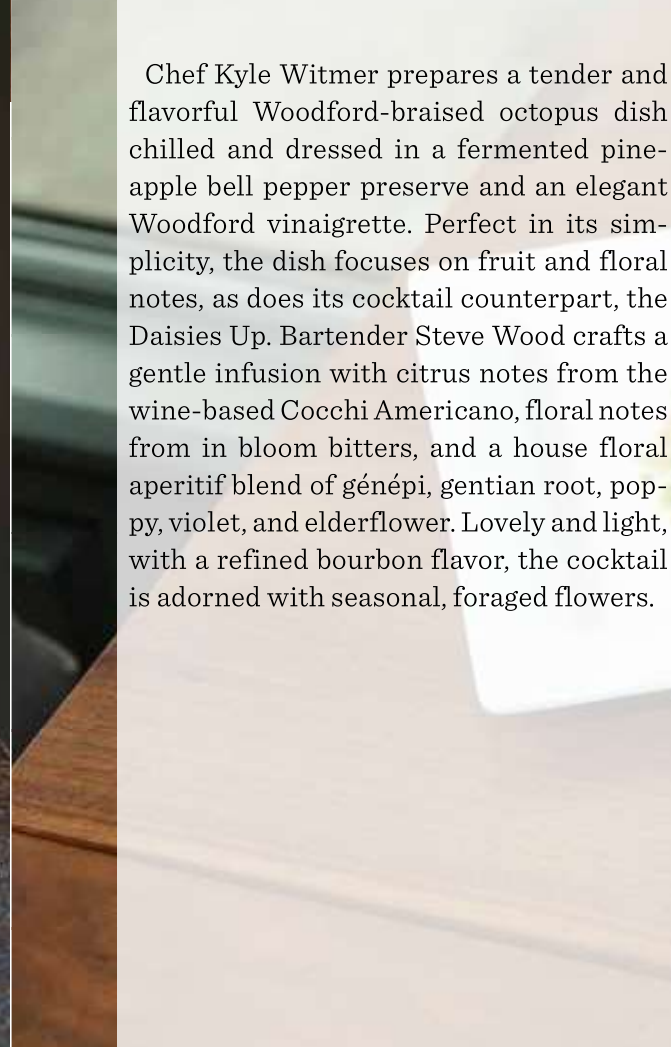 Chef Kyle Witmer prepares a tender and
flavorful Woodford-braised octopus dish
chilled and dressed in a fermented pine-
apple bell pepper preserve and an elegant
Woodford vinaigrette. Perfect in its sim-
plicity, the dish focuses on fruit and floral
notes, as does its cocktail counterpart, the
Daisies Up. Bartender Steve Wood crafts a
gentle infusion with citrus notes from the
wine-based Cocchi Americano, floral notes
from in bloom bitters, and a house floral
aperitif blend of génépi, gentian root, pop-
py, violet, and elderflower. Lovely and light,
with a refined bourbon flavor, the cocktail
is adorned with seasonal, foraged flowers.